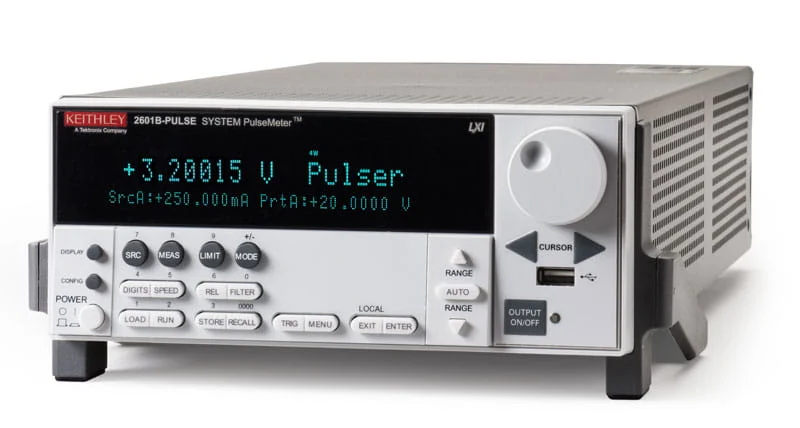 KEITHLEY 2601B-PULSE SYSTEM PulseMeter™
A Tektronix Company
LXI
4W
+3.20015 V Pulser
SrcA:+250.000mA PrtA:+20.0000 V
7 8 9 +/-
DISPLAY SRC MEAS LIMIT MODE
CURSOR
CONFIG
4 5 6 0
DIGITS SPEED REL FILTER
RANGE
AUTO
RANGE
POWER
1 2 3 0000
LOAD RUN STORE RECALL TRIG MENU
LOCAL
EXIT ENTER
OUTPUT
ON/OFF